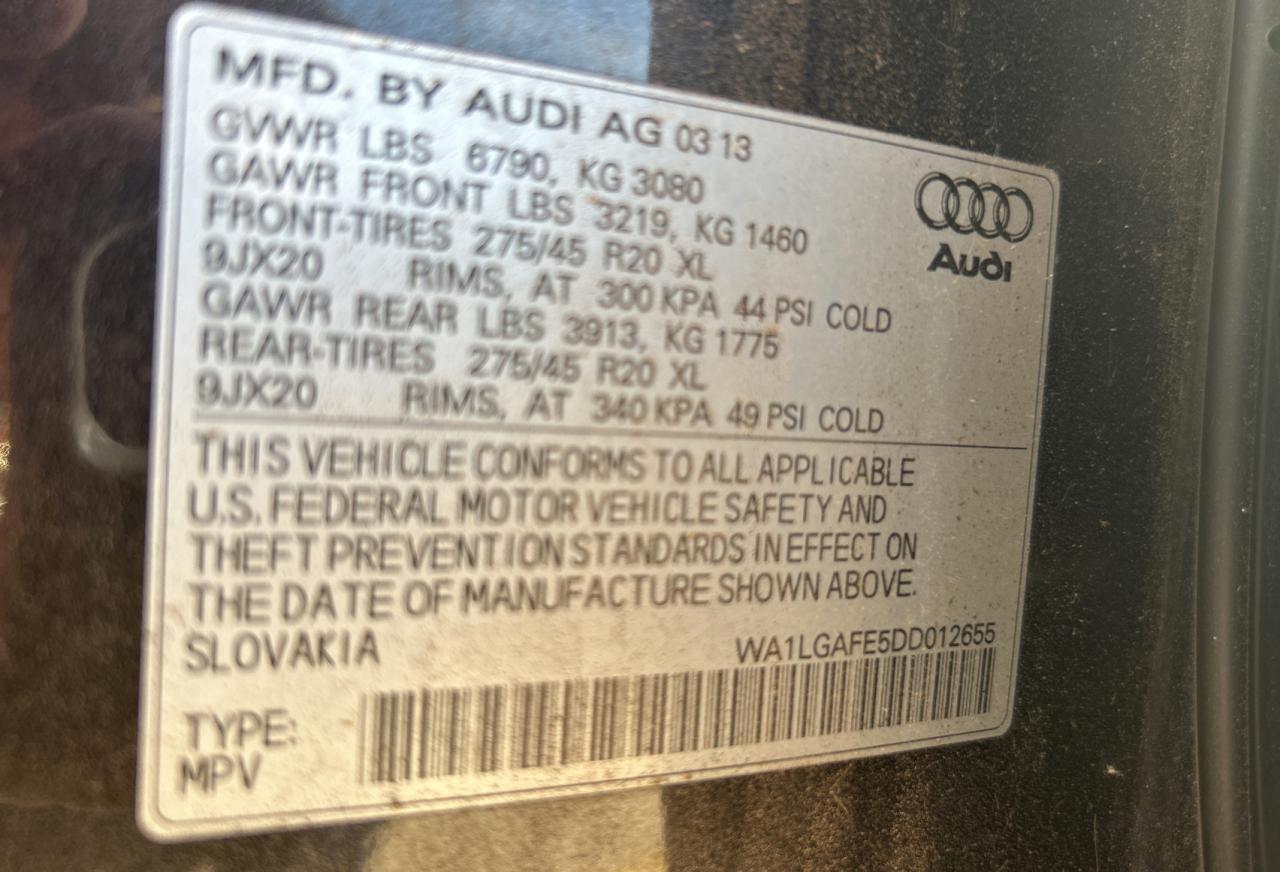 MFD. BY AUDI AG 03 13
GVWR LBS 6790, KG 3080
GAWR FRONT LBS 3219, KG 1460
FRONT-TIRES 275/45 R20 XL
9JX20 RIMS, AT 300 KPA 44 PSI COLD
GAWR REAR LBS 3913, KG 1775
REAR-TIRES 275/45 R20 XL
9JX20 RIMS, AT 340 KPA 49 PSI COLD
Audi
THIS VEHICLE CONFORMS TO ALL APPLICABLE
U.S. FEDERAL MOTOR VEHICLE SAFETY AND
THEFT PREVENTION STANDARDS IN EFFECT ON
THE DATE OF MANUFACTURE SHOWN ABOVE.
SLOVAKIA WA1LGAFE5DD012655
TYPE:
MPV